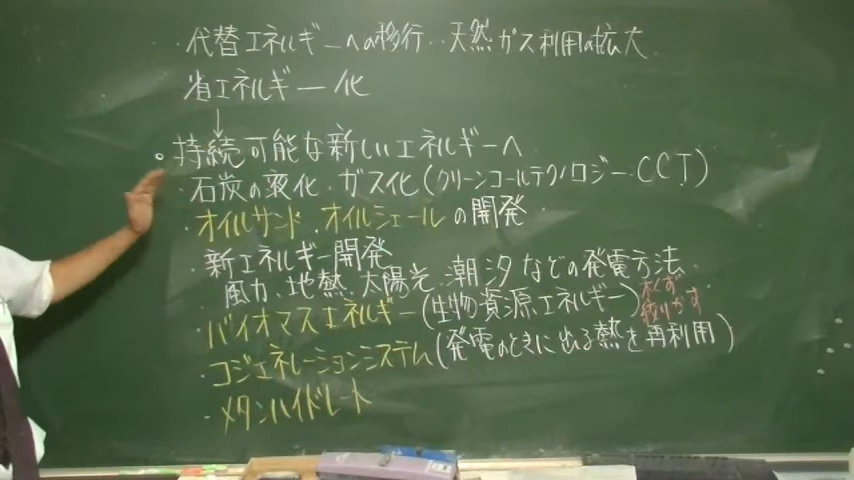 ・代替エネルギーへの移行‥天然ガス利用の拡大
省エネルギー化
↓
○持続可能な新しいエネルギーへ
・石炭の液化・ガス化(クリーンコールテクノロジー・CCT)
・オイルサンド・オイルシェールの開発
・新エネルギー開発
風力、地熱、太陽光、潮汐などの発電方法
・バイオマスエネルギー(生物資源エネルギー)木くず
搾りかす
・コジェネレーションシステム(発電のときに出る熱を再利用)
・メタンハイドレート